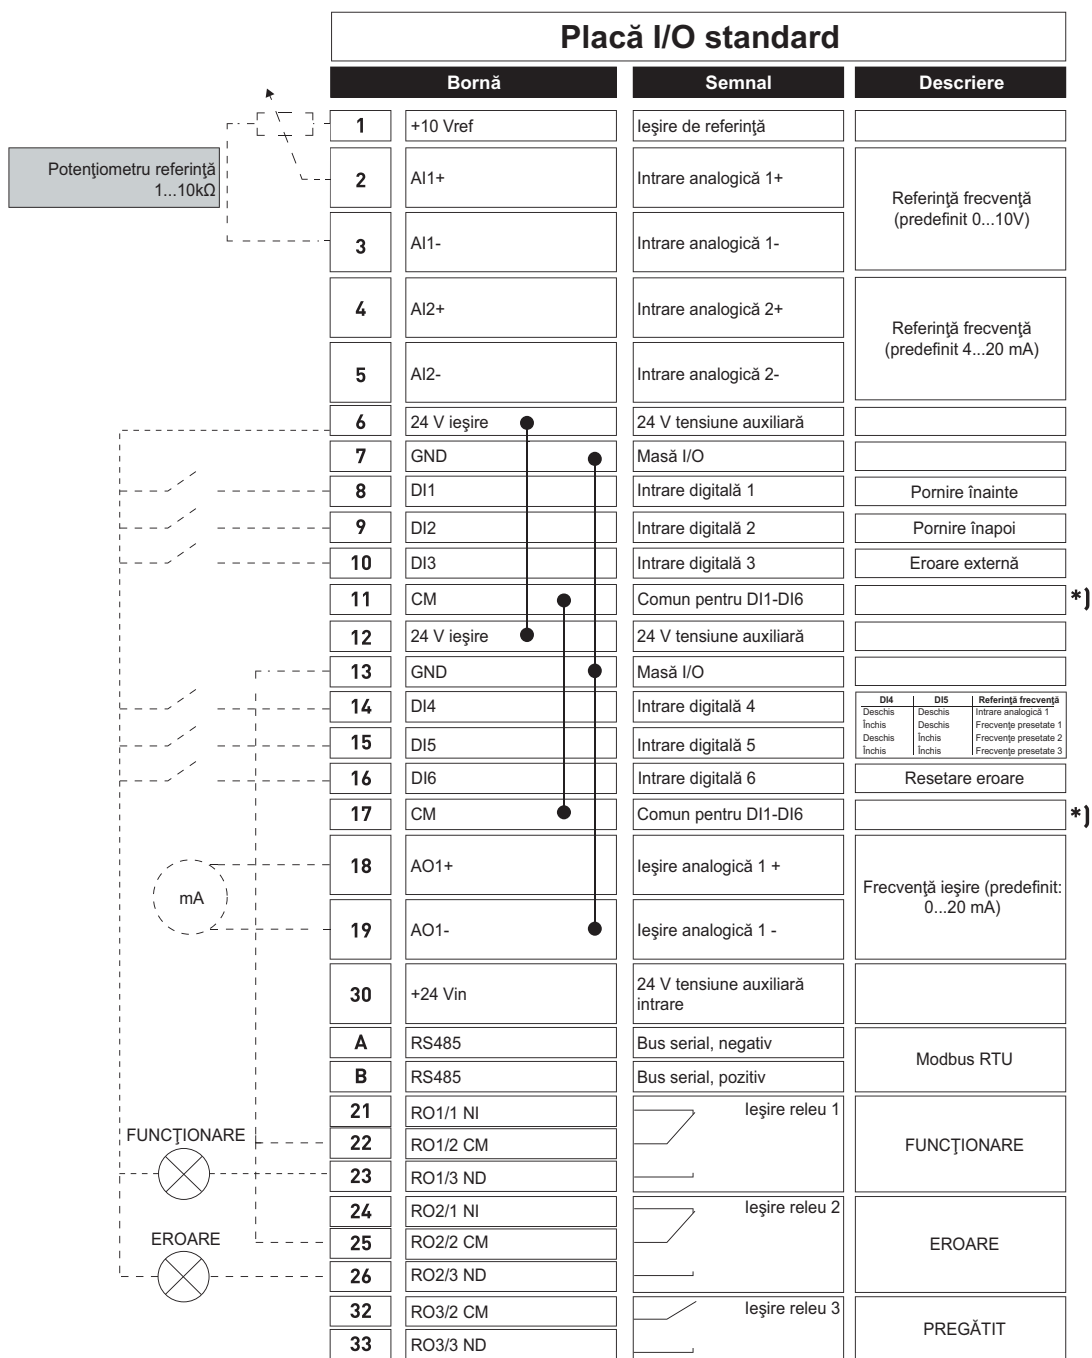 Placă I/O standard
Bornă Semnal Descriere
Potenţiometru referinţă
1...10kΩ
1 +10 Vref Ieşire de referinţă
2 AI1+ Intrare analogică 1+
Referinţă frecvenţă
(predefinit 0...10V)
3 AI1- Intrare analogică 1-
4 AI2+ Intrare analogică 2+
Referinţă frecvenţă
(predefinit 4...20 mA)
5 AI2- Intrare analogică 2-
6 24 V ieşire 24 V tensiune auxiliară
7 GND Masă I/O
8 DI1 Intrare digitală 1 Pornire înainte
9 DI2 Intrare digitală 2 Pornire înapoi
10 DI3 Intrare digitală 3 Eroare externă
11 CM Comun pentru DI1-DI6 *)
12 24 V ieşire 24 V tensiune auxiliară
13 GND Masă I/O
14 DI4 Intrare digitală 4
DI4 DI5 Referinţă frecvenţă
Deschis Deschis Intrare analogică 1
Închis Deschis Frecvenţe presetate 1
Deschis Închis Frecvenţe presetate 2
Închis Închis Frecvenţe presetate 3
15 DI5 Intrare digitală 5
16 DI6 Intrare digitală 6 Resetare eroare
17 CM Comun pentru DI1-DI6 *)
18 AO1+ Ieşire analogică 1 +
mA
Frecvenţă ieşire (predefinit:
0...20 mA)
19 AO1- Ieşire analogică 1 -
30 +24 Vin 24 V tensiune auxiliară
intrare
A RS485 Bus serial, negativ
Modbus RTU
B RS485 Bus serial, pozitiv
21 RO1/1 NI Ieşire releu 1
FUNCŢIONARE
22 RO1/2 CM FUNCŢIONARE
23 RO1/3 ND
24 RO2/1 NI Ieşire releu 2
EROARE
25 RO2/2 CM EROARE
26 RO2/3 ND
32 RO3/2 CM Ieşire releu 3
PREGĂTIT
33 RO3/3 ND